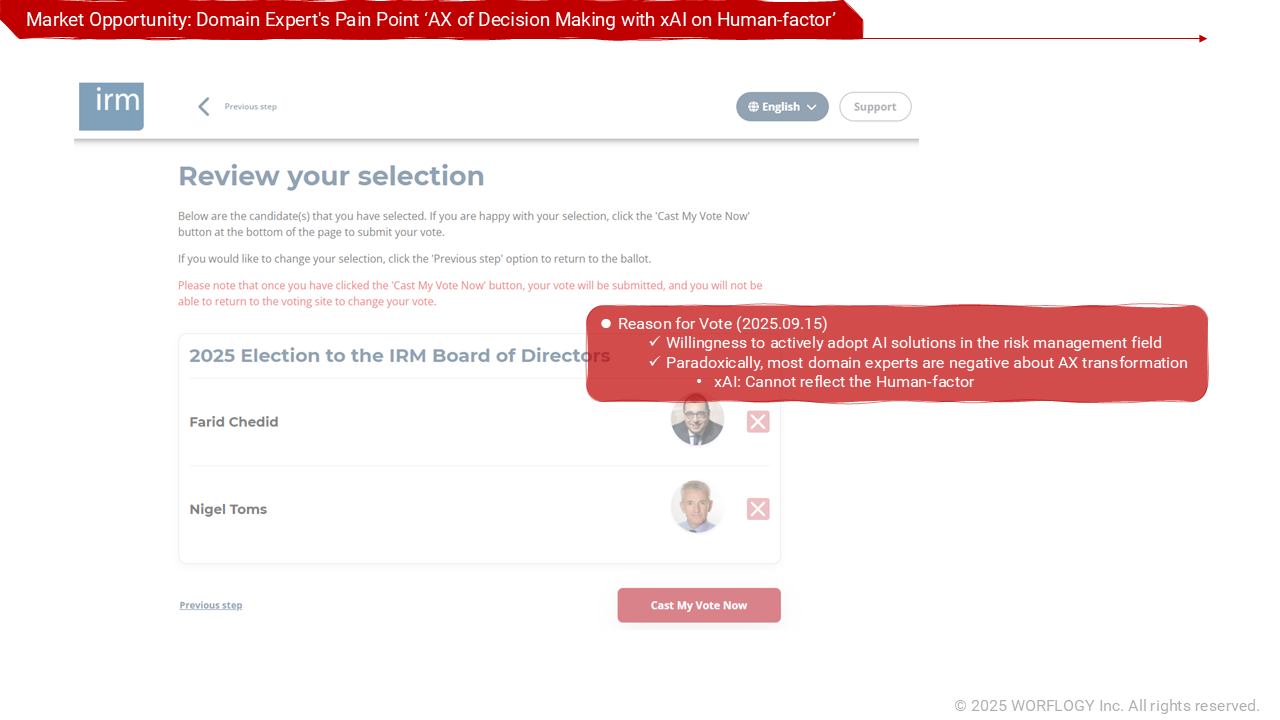 Market Opportunity: Domain Expert's Pain Point ‘AX of Decision Making with xAI on Human-factor’
irm
Previous step
English
Support
Review your selection
Below are the candidate(s) that you have selected. If you are happy with your selection, click the 'Cast My Vote Now'
button at the bottom of the page to submit your vote.
If you would like to change your selection, click the 'Previous step' option to return to the ballot.
Please note that once you have clicked the 'Cast My Vote Now' button, your vote will be submitted, and you will not be
able to return to the voting site to change your vote.
Reason for Vote (2025.09.15)
Willingness to actively adopt AI solutions in the risk management field
Paradoxically, most domain experts are negative about AX transformation
xAI: Cannot reflect the Human-factor
2025 Election to the IRM Board of Directors
Farid Chedid
Nigel Toms
Previous step
Cast My Vote Now
© 2025 WORFLOGY Inc. All rights reserved.